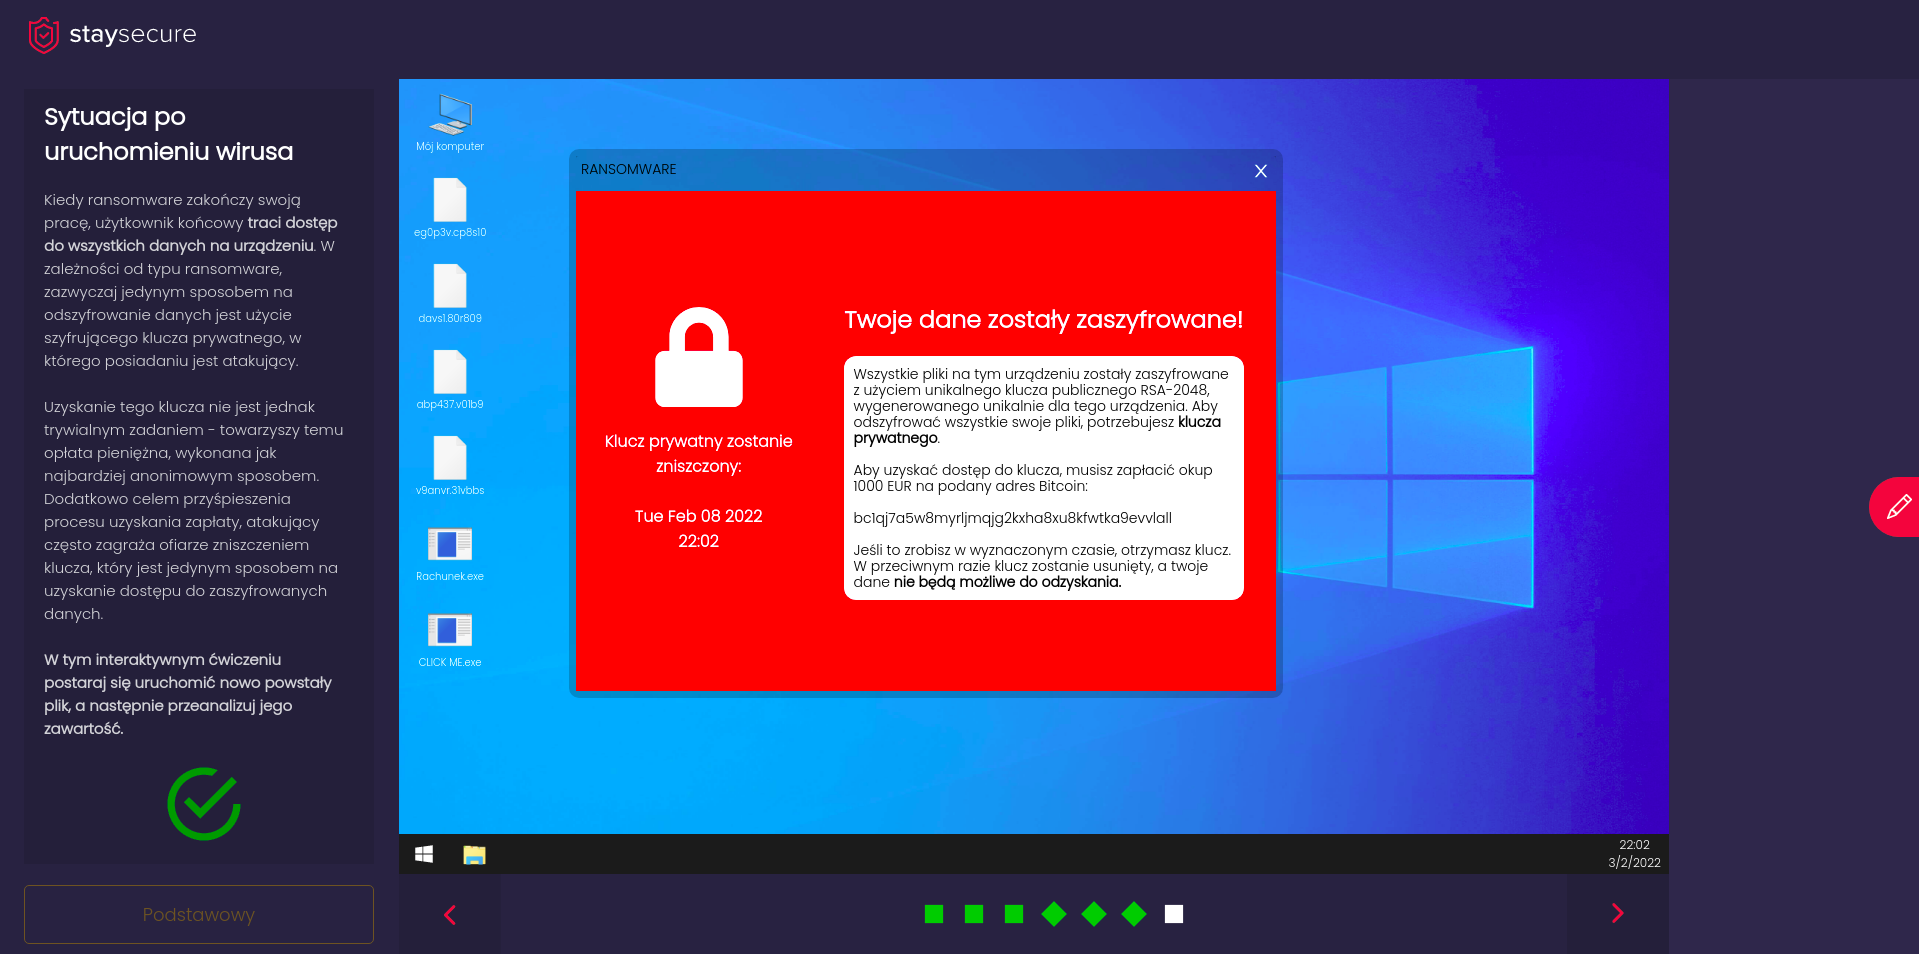 staysecure
Sytuacja po
uruchomieniu wirusa
Kiedy ransomware zakończy swoją
pracę, użytkownik końcowy traci dostęp
do wszystkich danych na urządzeniu. W
zależności od typu ransomware,
zazwyczaj jedynym sposobem na
odszyfrowanie danych jest użycie
szyfrującego klucza prywatnego, w
którego posiadaniu jest atakujący.
Uzyskanie tego klucza nie jest jednak
trywialnym zadaniem - towarzyszy temu
opłata pieniężna, wykonana jak
najbardziej anonimowym sposobem.
Dodatkowo celem przyśpieszenia
procesu uzyskania zapłaty, atakujący
często zagraża ofiarze zniszczeniem
klucza, który jest jedynym sposobem na
uzyskanie dostępu do zaszyfrowanych
danych.
W tym interaktywnym ćwiczeniu
postaraj się uruchomić nowo powstały
plik, a następnie przeanalizuj jego
zawartość.
Podstawowy
Mój komputer
eg0p3v.cp8s10
davs1.80r809
abp437.v01b9
v9anvr.31vbbs
Rachunek.exe
CLICK ME.exe
RANSOMWARE
X
Klucz prywatny zostanie
zniszczony:
Tue Feb 08 2022
22:02
Twoje dane zostały zaszyfrowane!
Wszystkie pliki na tym urządzeniu zostały zaszyfrowane
z użyciem unikalnego klucza publicznego RSA-2048,
wygenerowanego unikalnie dla tego urządzenia. Aby
odszyfrować wszystkie swoje pliki, potrzebujesz klucza
prywatnego.
Aby uzyskać dostęp do klucza, musisz zapłacić okup
1000 EUR na podany adres Bitcoin:
bc1qj7a5w8myrljmqjg2kxha8xu8kfwtka9evvlall
Jeśli to zrobisz w wyznaczonym czasie, otrzymasz klucz.
W przeciwnym razie klucz zostanie usunięty, a twoje
dane nie będą możliwe do odzyskania.
22:02
3/2/2022